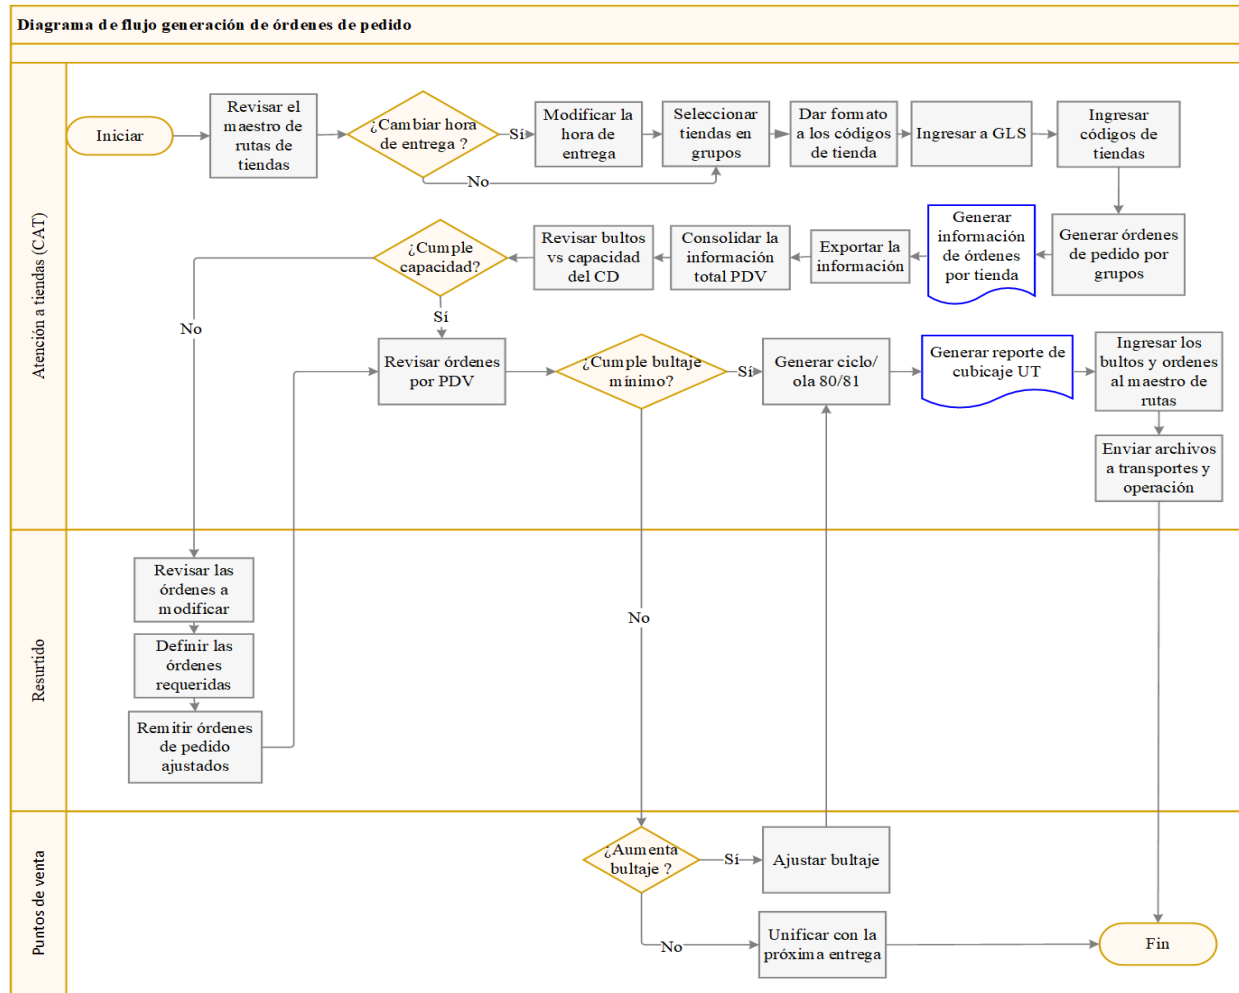 Diagrama de flujo generación de órdenes de pedido
Atención a tiendas (CAT)
Iniciar
Revisar el
maestro de
rutas de
tiendas
¿Cambiar hora
de entrega ?
Sí
No
Modificar la
hora de
entrega
Seleccionar
tiendas en
grupos
Dar formato
a los códigos
de tienda
Ingresar a GLS
Ingresar
códigos de
tiendas
Generar órdenes
de pedido por
grupos
Generar
información
de órdenes
por tienda
Exportar la
información
Consolidar la
información
total PDV
Revisar bultos
vs capacidad
del CD
¿Cumple
capacidad?
No
Sí
Revisar órdenes
por PDV
¿Cumple bultaje
mínimo?
Sí
No
Generar ciclo/
ola 80/81
Generar reporte de
cubicaje UT
Ingresar los
bultos y ordenes
al maestro de
rutas
Enviar archivos
a transportes y
operación
Resurtido
Revisar las
órdenes a
modificar
Definir las
órdenes
requeridas
Remitir órdenes
de pedido
ajustados
Puntos de venta
¿Aumenta
bultaje ?
Sí
No
Ajustar bultaje
Unificar con la
próxima entrega
Fin